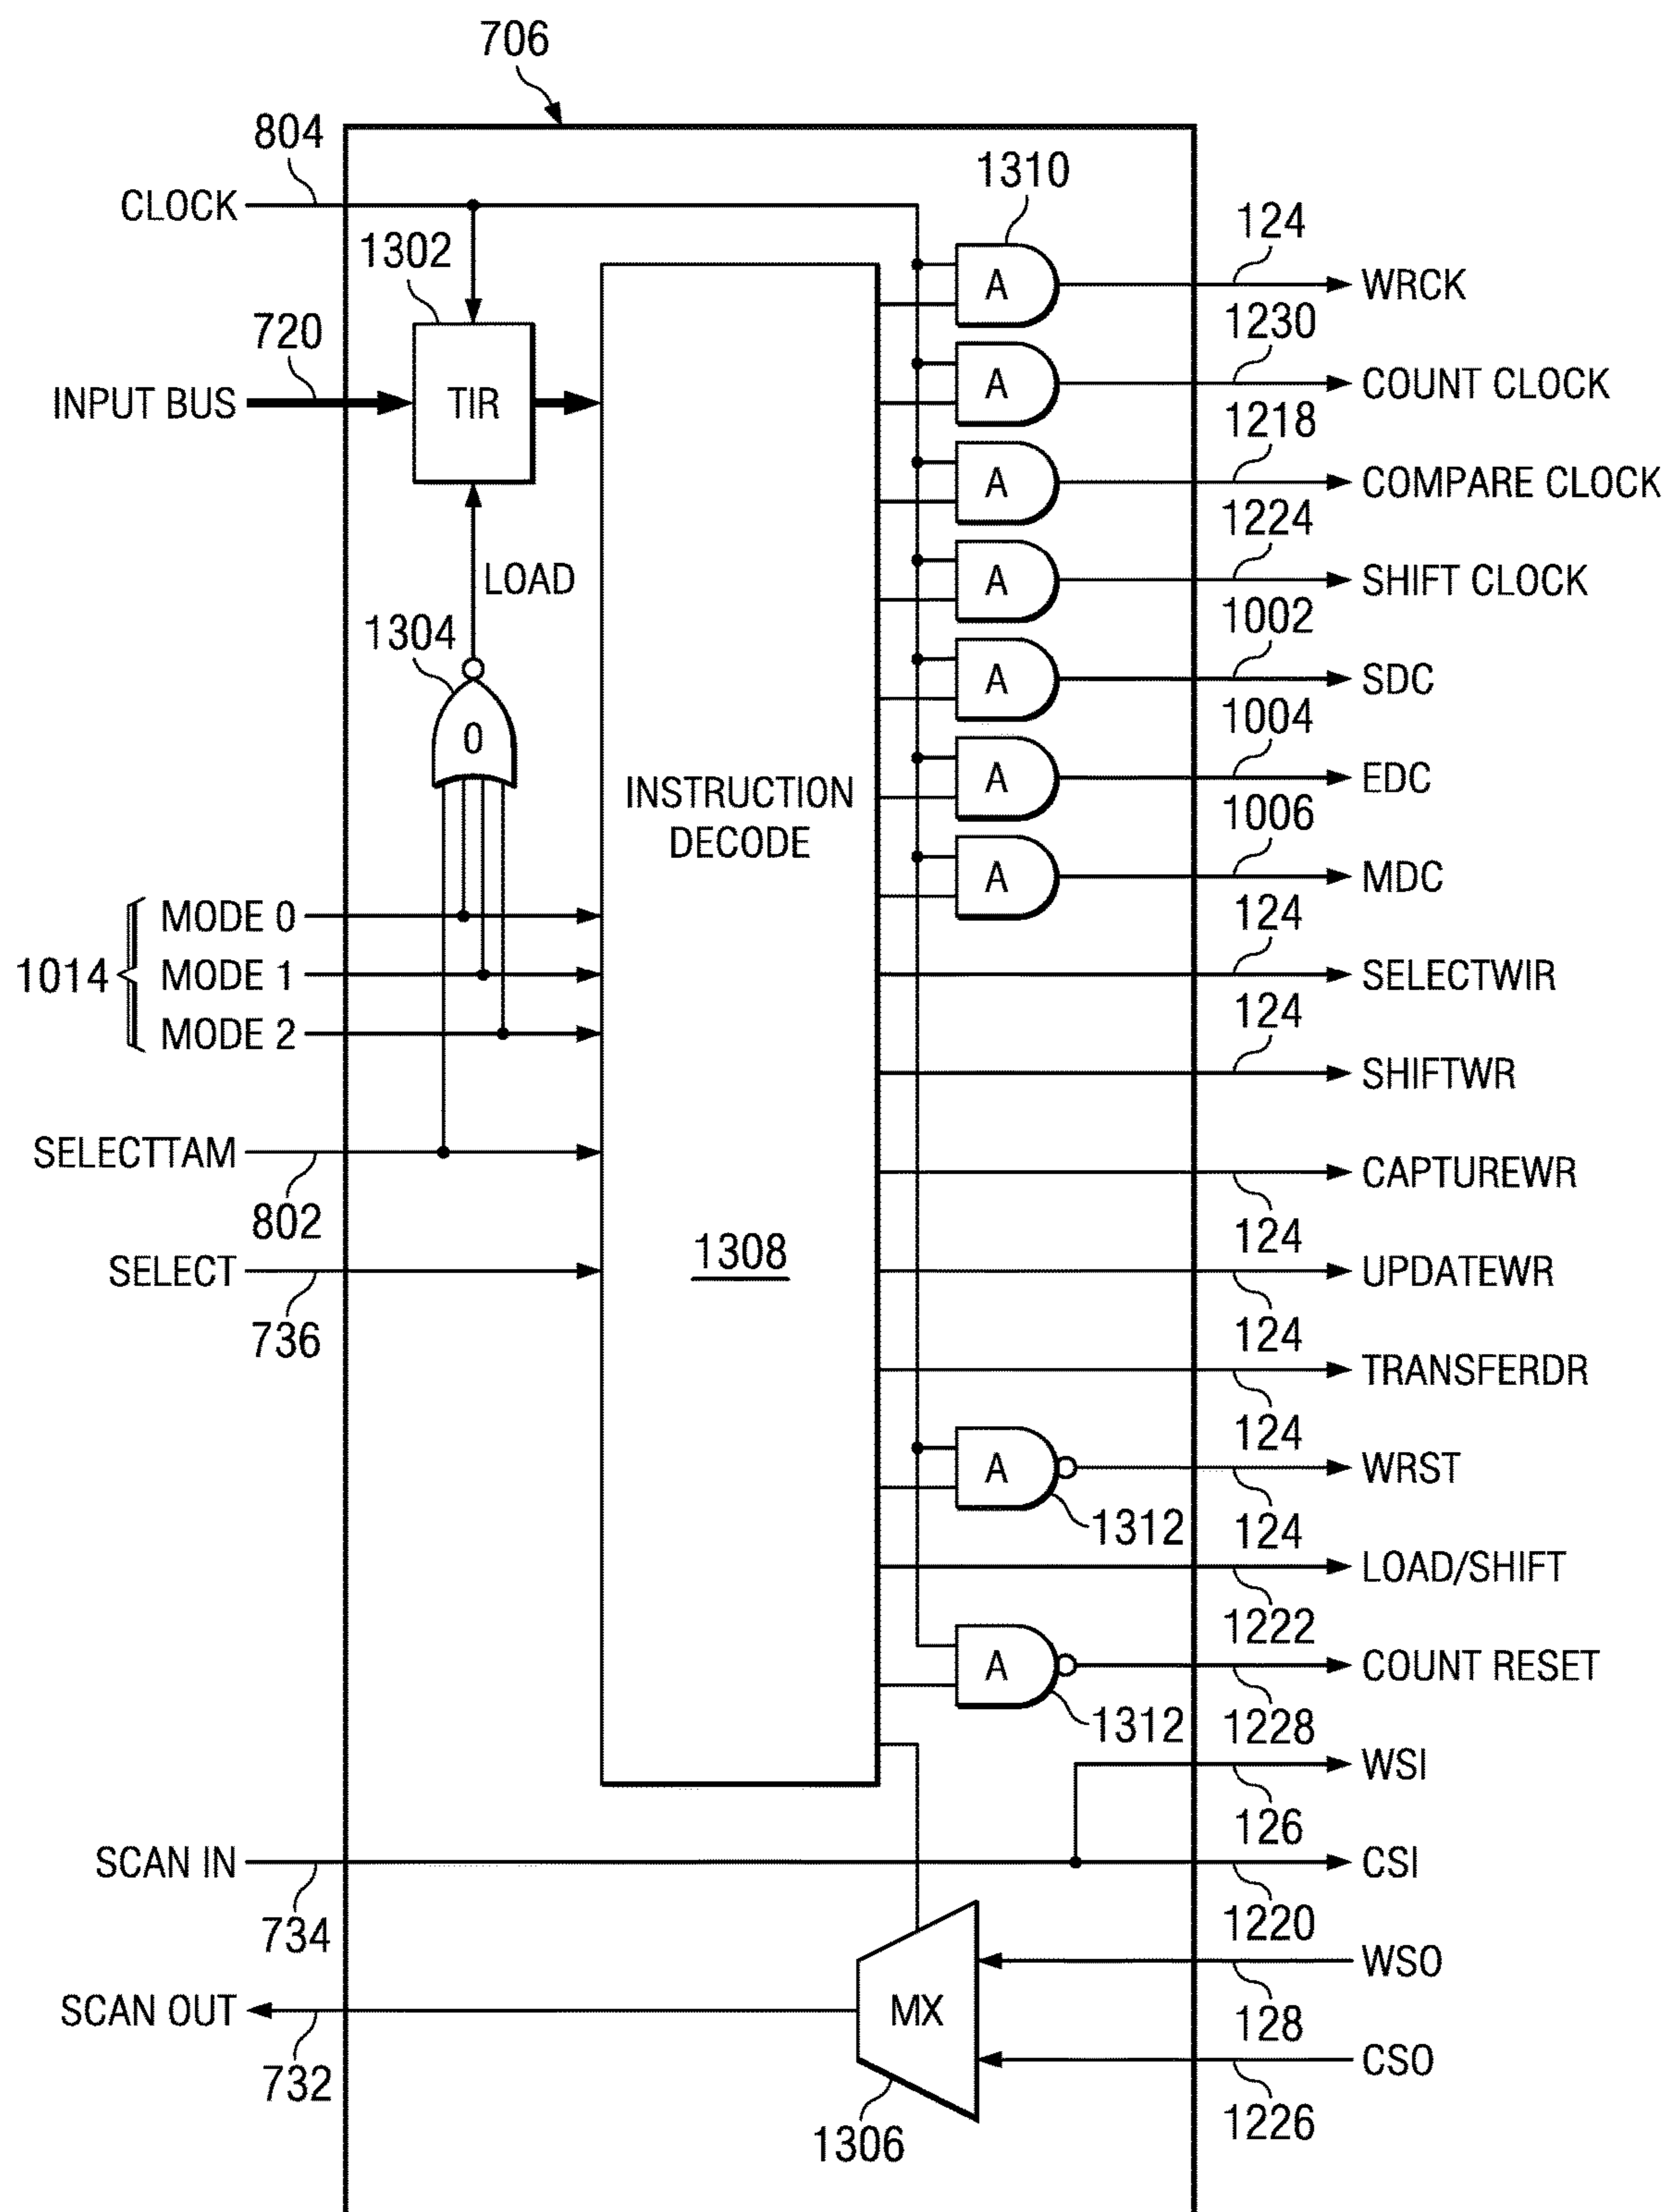 706
804
CLOCK
1310
1302
124
WRCK
720
1230
INPUT BUS
TIR
A
COUNT CLOCK
A
1218
A
COMPARE CLOCK
1224
LOAD
A
SHIFT CLOCK
1304
1002
A
SDC
0
1004
INSTRUCTION
DECODE
A
EDC
1006
A
MDC
MODE 0
124
1014
MODE 1
SELECTWIR
MODE 2
124
SHIFTWR
SELECTTAM
CAPTUREWR
802
124
1308
SELECT
UPDATEWR
736
124
TRANSFERDR
124
A
WRST
1312
124
LOAD/SHIFT
1222
A
COUNT RESET
1312
1228
WSI
126
SCAN IN
CSI
734
1220
WSO
SCAN OUT
MX
128
732
CSO
1306
1226